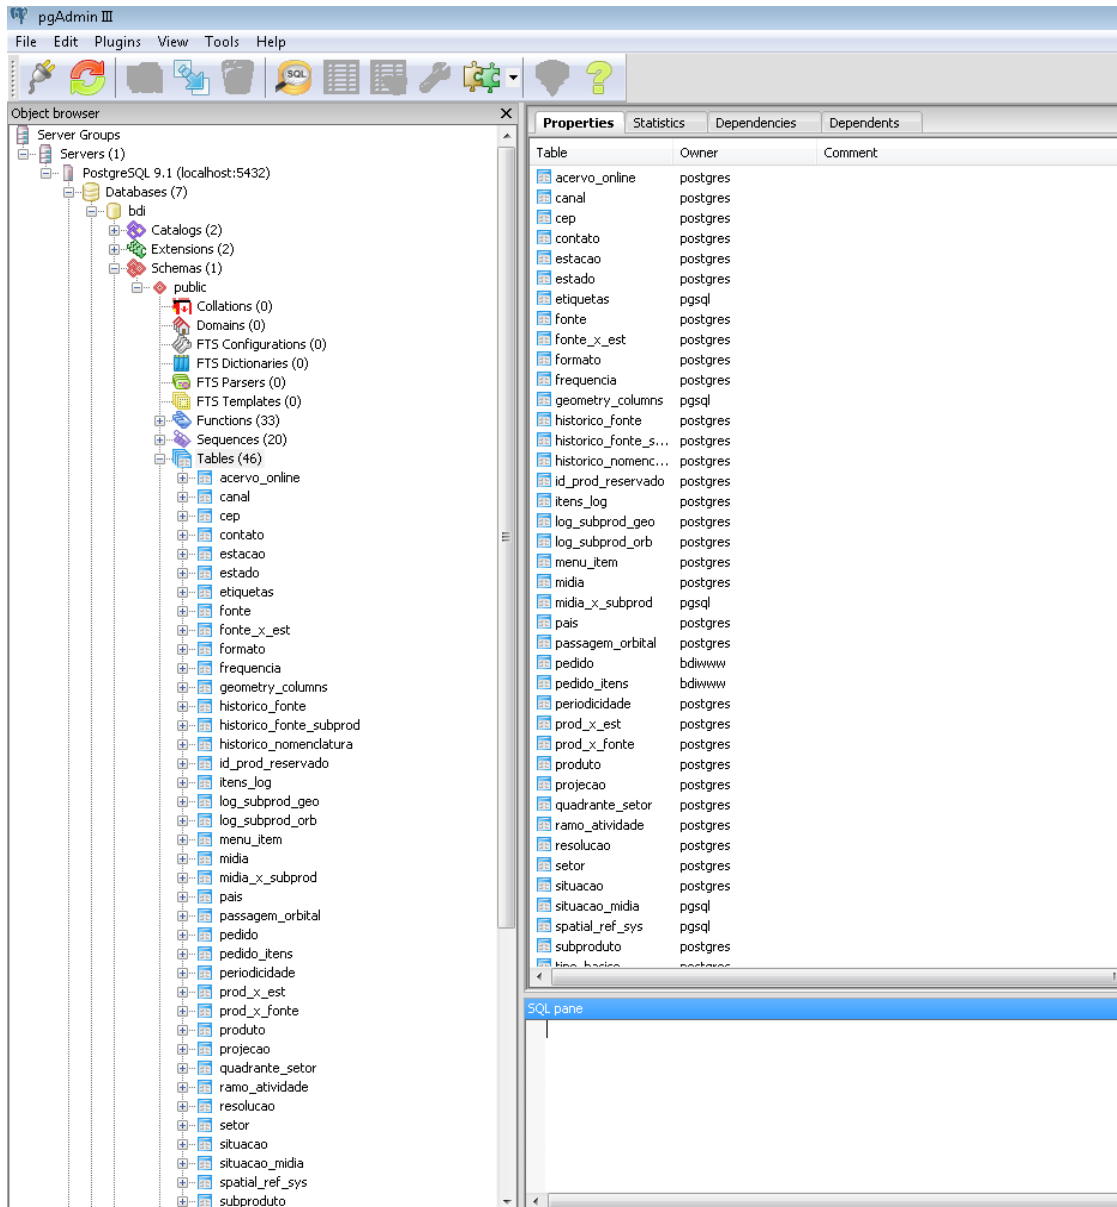 pgAdmin III
File Edit Plugins View Tools Help
SQL
Object browser
Server Groups
Servers (1)
PostgreSQL 9.1 (localhost:5432)
Databases (7)
bdi
Catalogs (2)
Extensions (2)
Schemas (1)
public
Collations (0)
Domains (0)
FTS Configurations (0)
FTS Dictionaries (0)
FTS Parsers (0)
FTS Templates (0)
Functions (33)
Sequences (20)
Tables (46)
acervo_online
canal
cep
contato
estacao
estado
etiquetas
fonte
fonte_x_est
formato
frequencia
geometry_columns
historico_fonte
historico_fonte_subprod
historico_nomenclatura
id_prod_reservado
itens_log
log_subprod_geo
log_subprod_orb
menu_item
midia
midia_x_subprod
pais
passagem_orbital
pedido
pedido_itens
periodicidade
prod_x_est
prod_x_fonte
produto
projecao
quadrante_setor
ramo_atividade
resolucao
setor
situacao
situacao_midia
spatial_ref_sys
subproduto
Properties Statistics Dependencies Dependents
Table Owner Comment
acervo_online postgres
canal postgres
cep postgres
contato postgres
estacao postgres
estado postgres
etiquetas pgsql
fonte postgres
fonte_x_est postgres
formato postgres
frequencia postgres
geometry_columns pgsql
historico_fonte postgres
historico_fonte_s... postgres
historico_nomenc... postgres
id_prod_reservado postgres
itens_log postgres
log_subprod_geo postgres
log_subprod_orb postgres
menu_item postgres
midia postgres
midia_x_subprod pgsql
pais postgres
passagem_orbital postgres
pedido bdiwww
pedido_itens bdiwww
periodicidade postgres
prod_x_est postgres
prod_x_fonte postgres
produto postgres
projecao postgres
quadrante_setor postgres
ramo_atividade postgres
resolucao postgres
setor postgres
situacao postgres
situacao_midia pgsql
spatial_ref_sys pgsql
subproduto postgres
tipo_basico postgres
SQL pane